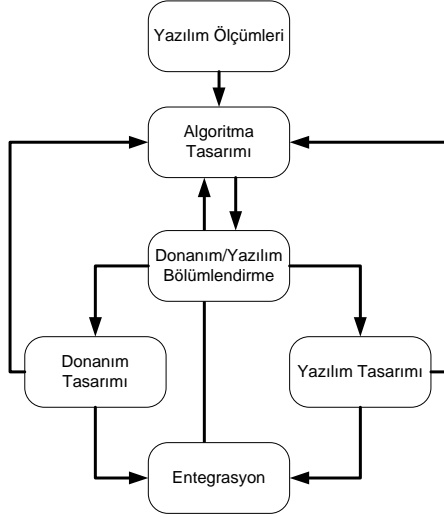 Yazılım Ölçümleri
Algoritma
Tasarımı
Donanım/Yazılım
Bölümlendirme
Donanım
Tasarımı
Yazılım Tasarımı
Entegrasyon